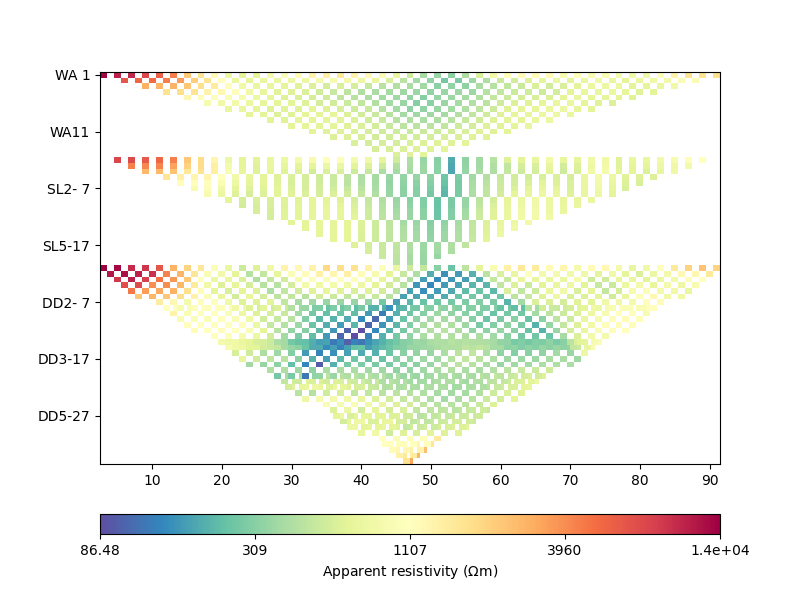 WA 1
WA11
SL2- 7
SL5-17
DD2- 7
DD3-17
DD5-27
10 20 30 40 50 60 70 80 90
86.48 309 1107 3960 1.4e+04
Apparent resistivity (Ωm)